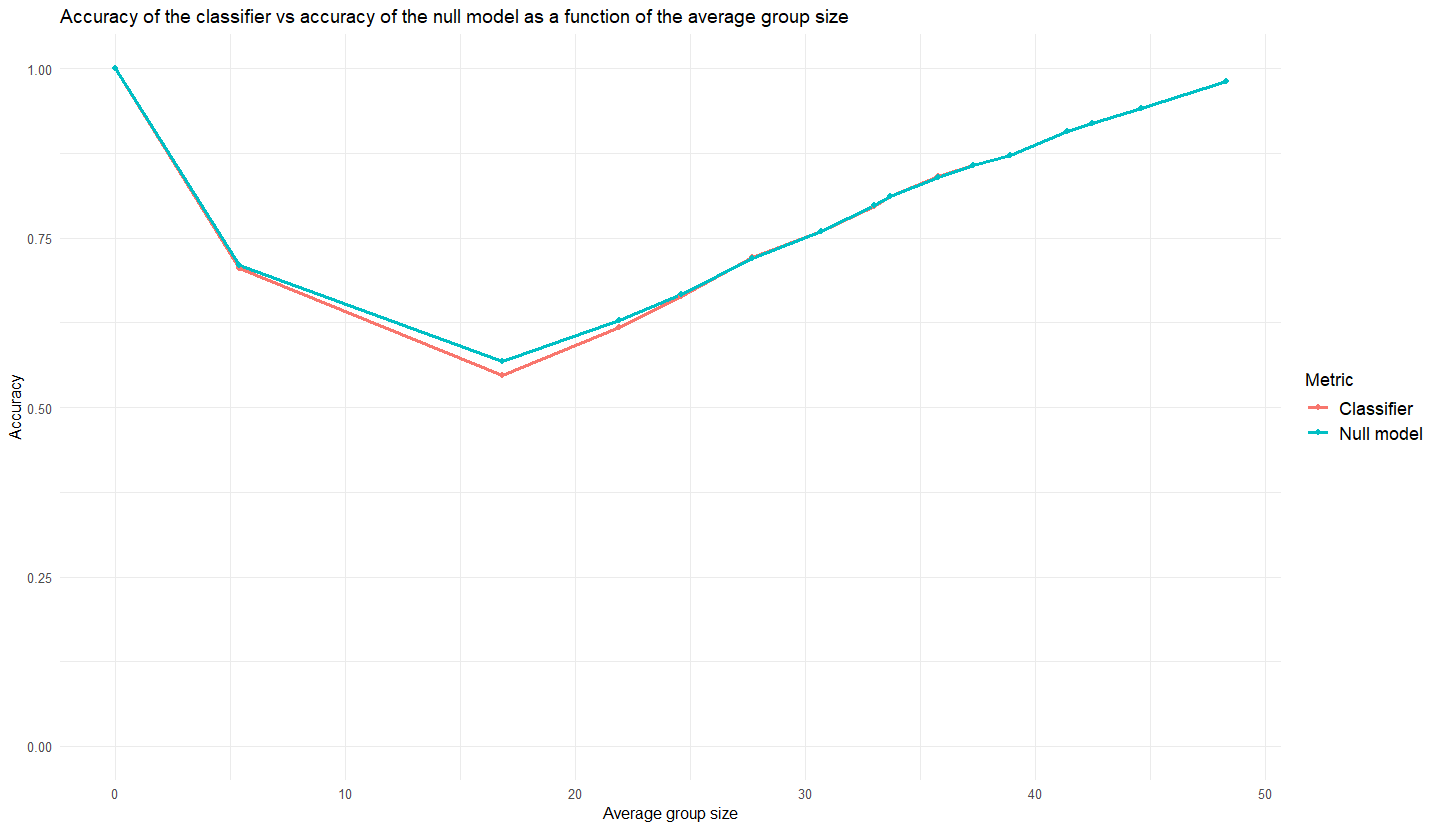 Accuracy of the classifier vs accuracy of the null model as a function of the average group size
1.00
0.75
0.50
0.25
0.00
Accuracy
0 10 20 30 40 50
Average group size
Metric
Classifier
Null model